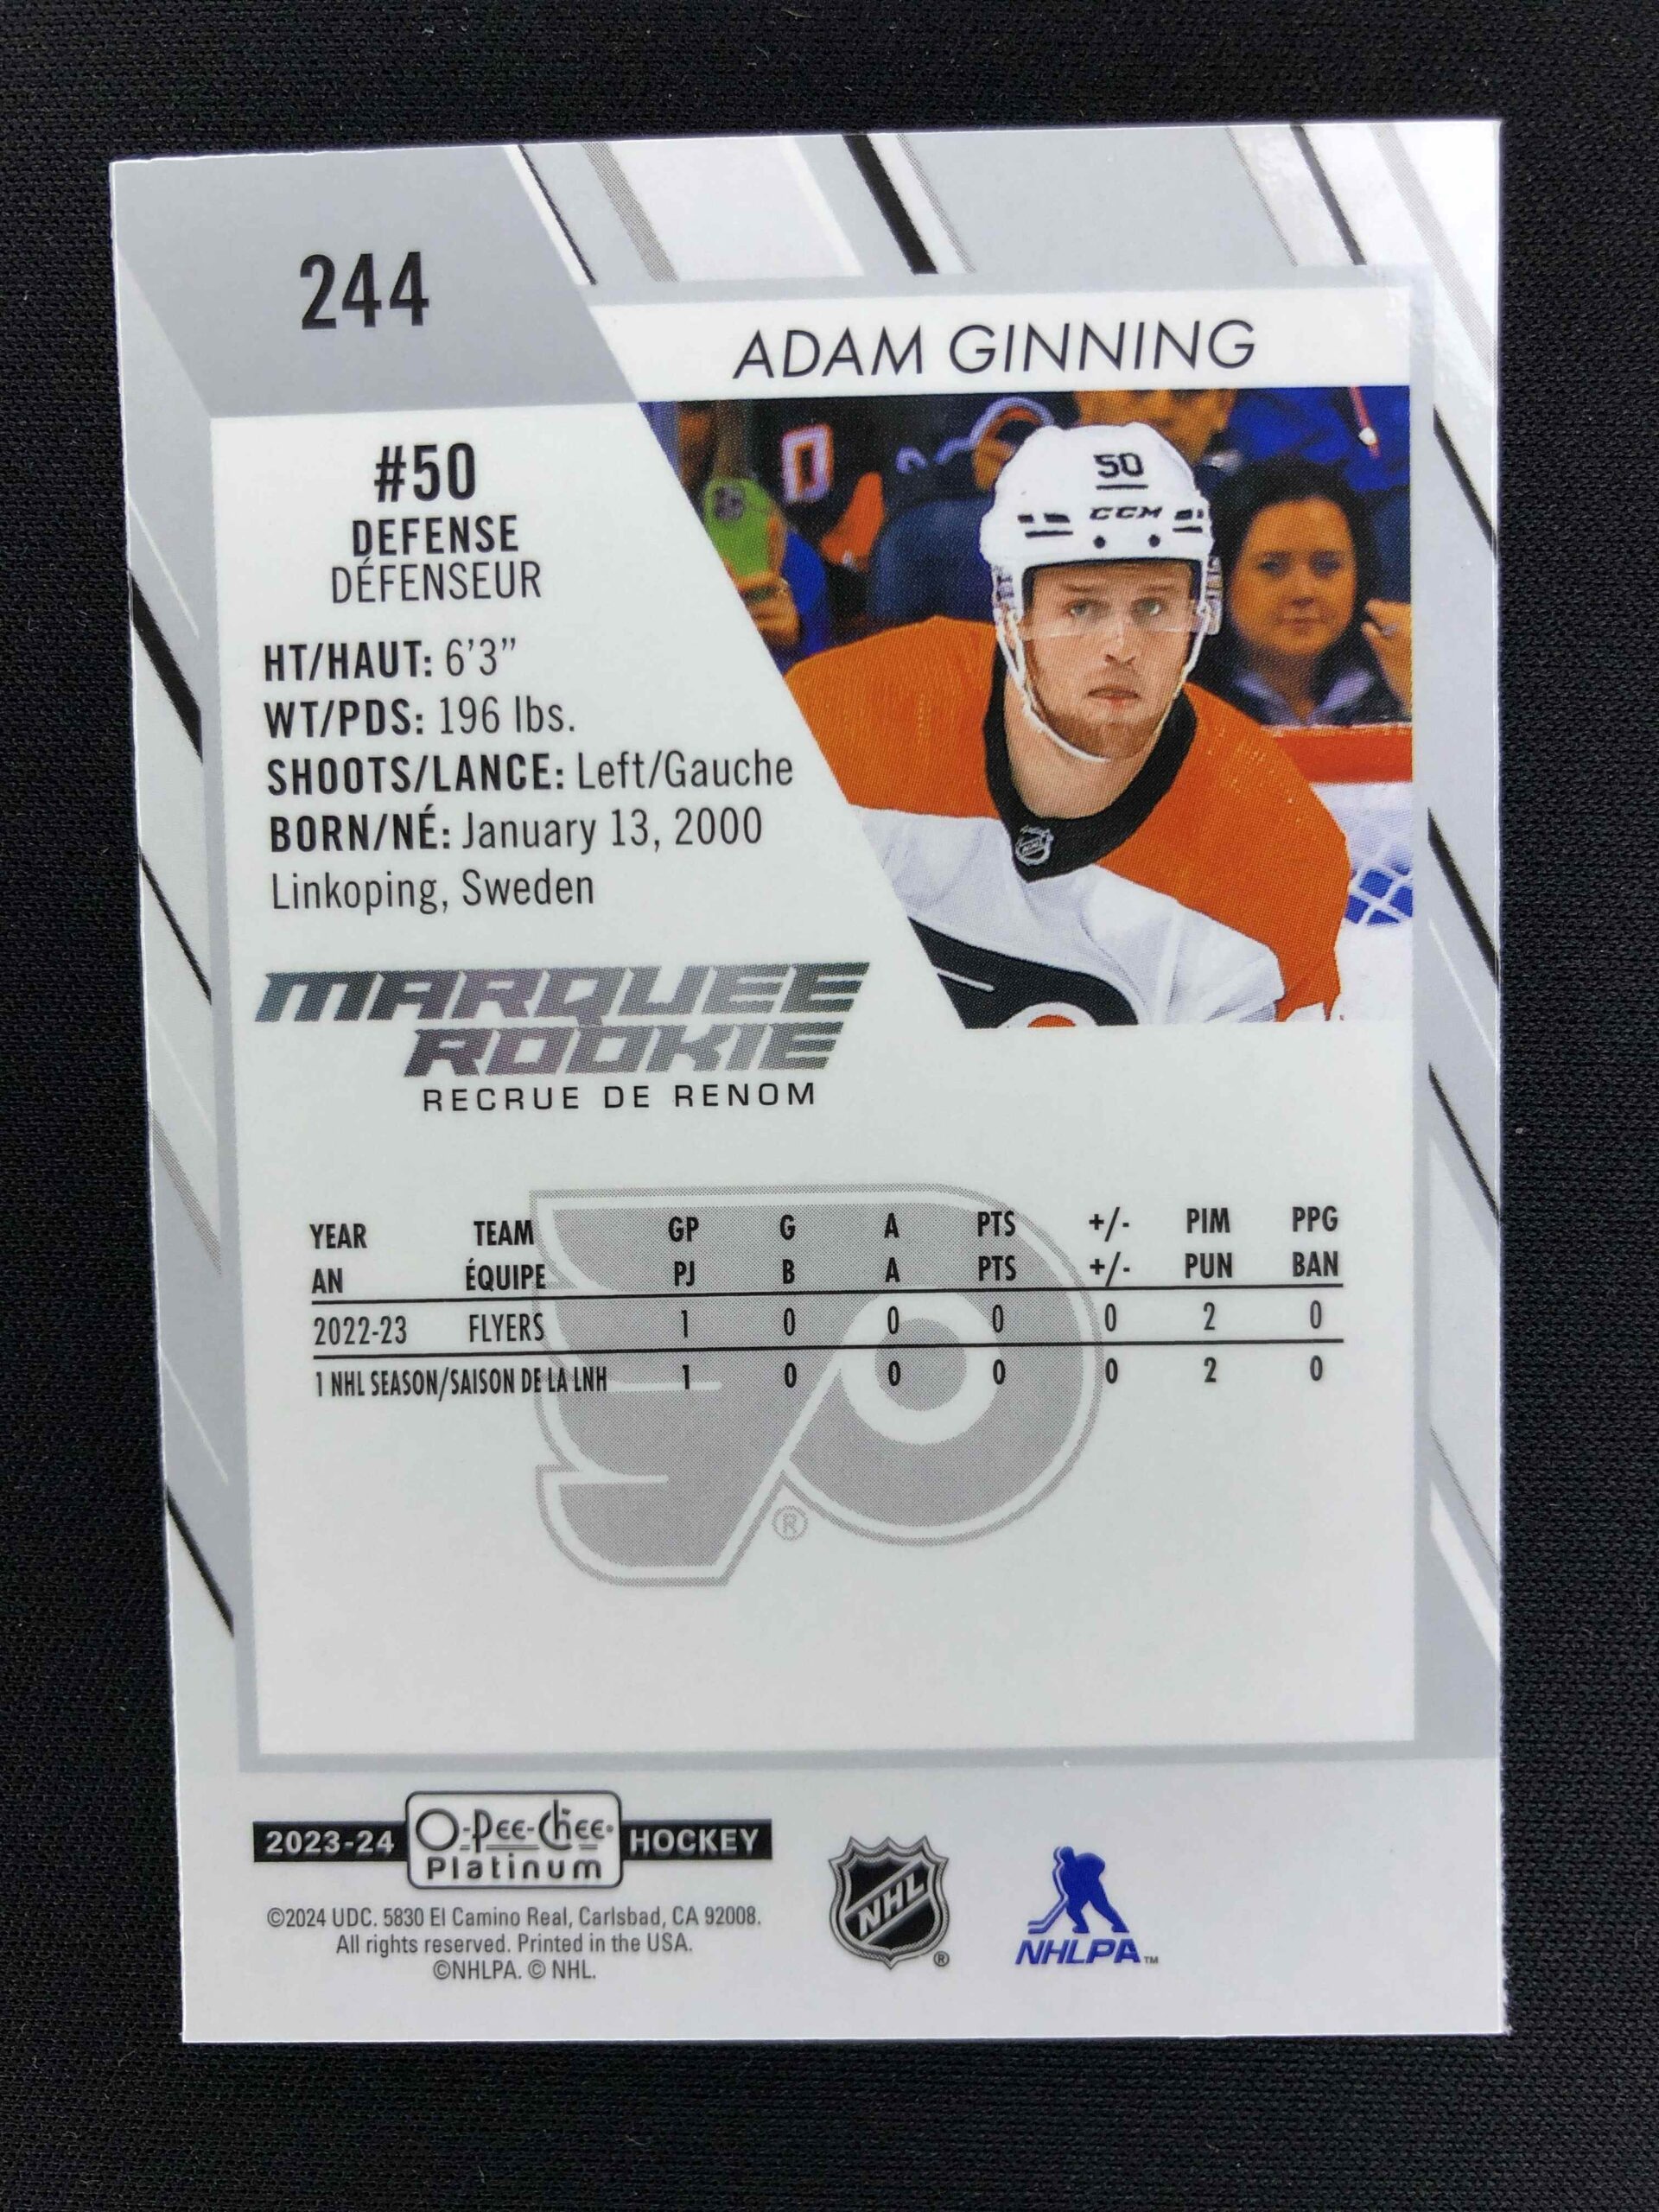 244
ADAM GINNING
#50
DEFENSE
DÉFENSEUR
HT/HAUT: 6'3"
WT/PDS: 196 lbs.
SHOOTS/LANCE: Left/Gauche
BORN/NÉ: January 13, 2000
Linkoping, Sweden
50
CCM
MARQUEE
ROOKIE
RECRUE DE RENOM
YEAR TEAM GP G A PTS +/- PIM PPG
AN ÉQUIPE PJ B A PTS +/- PUN BAN
2022-23 FLYERS 1 0 0 0 0 2 0
1 NHL SEASON/SAISON DE LA LNH 1 0 0 0 0 2 0
®
2023-24 O-Pee-Chee® HOCKEY
Platinum
©2024 UDC. 5830 El Camino Real, Carlsbad, CA 92008.
All rights reserved. Printed in the USA.
©NHLPA. © NHL.
NHL ®
NHLPA™